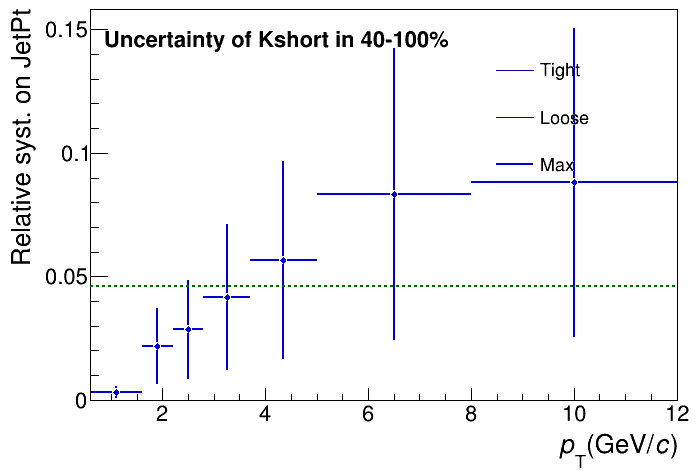 Uncertainty of Kshort in 40-100%
Relative syst. on JetPt
0.15
0.1
0.05
0
Tight
Loose
Max
2 4 6 8 10 12
p_T(GeV/c)